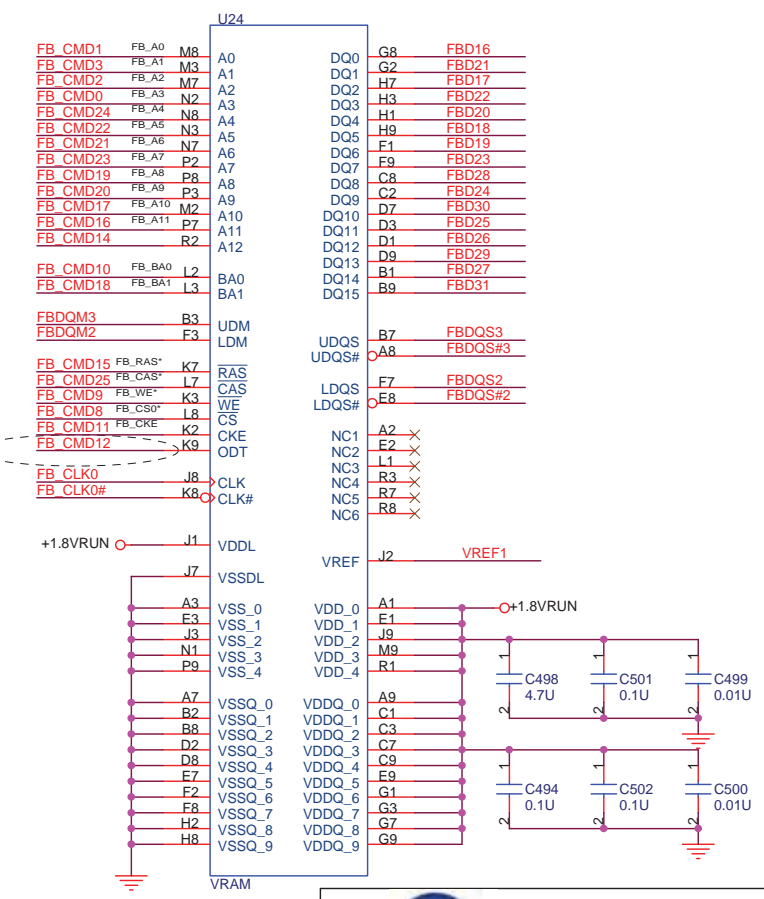 U24
FB_CMD1 FB_A0 M8 A0 DQ0 G8 FBD16
FB_CMD3 FB_A1 M3 A1 DQ1 G2 FBD21
FB_CMD2 FB_A2 M7 A2 DQ2 H7 FBD17
FB_CMD0 FB_A3 N2 A3 DQ3 H3 FBD22
FB_CMD24 FB_A4 N8 A4 DQ4 H1 FBD20
FB_CMD22 FB_A5 N3 A5 DQ5 H9 FBD18
FB_CMD21 FB_A6 N7 A6 DQ6 F1 FBD19
FB_CMD23 FB_A7 P2 A7 DQ7 F9 FBD23
FB_CMD19 FB_A8 P8 A8 DQ8 C8 FBD28
FB_CMD20 FB_A9 P3 A9 DQ9 C2 FBD24
FB_CMD17 FB_A10 M2 A10 DQ10 D7 FBD30
FB_CMD16 FB_A11 P7 A11 DQ11 D3 FBD25
FB_CMD14 R2 A12 DQ12 D1 FBD26
DQ13 D9 FBD29
FB_CMD10 FB_BA0 L2 BA0 DQ14 B1 FBD27
FB_CMD18 FB_BA1 L3 BA1 DQ15 B9 FBD31
FBDQM3 B3 UDM
FBDQM2 F3 LDM UDQS B7 FBDQS3
UDQS# A8 FBDQS#3
FB_CMD15 FB_RAS* K7 RAS
FB_CMD25 FB_CAS* L7 CAS LDQS F7 FBDQS2
FB_CMD9 FB_WE* K3 WE LDQS# E8 FBDQS#2
FB_CMD8 FB_CS0* L8 CS
FB_CMD11 FB_CKE K2 CKE NC1 A2
FB_CMD12 K9 ODT NC2 E2
NC3 L1
FB_CLK0 J8 CLK NC4 R3
FB_CLK0# K8 CLK# NC5 R7
NC6 R8
+1.8VRUN J1 VDDL
VREF J2 VREF1
J7 VSSDL
A3 VSS_0 VDD_0 A1 +1.8VRUN
E3 VSS_1 VDD_1 E1
J3 VSS_2 VDD_2 J9
N1 VSS_3 VDD_3 M9
P9 VSS_4 VDD_4 R1
1 1 1
C498 C501 C499
4.7U 0.1U 0.01U
2 2 2
A7 VSSQ_0 VDDQ_0 A9
B2 VSSQ_1 VDDQ_1 C1
B8 VSSQ_2 VDDQ_2 C3
D2 VSSQ_3 VDDQ_3 C7
D8 VSSQ_4 VDDQ_4 C9
E7 VSSQ_5 VDDQ_5 E9
F2 VSSQ_6 VDDQ_6 G1
F8 VSSQ_7 VDDQ_7 G3
H2 VSSQ_8 VDDQ_8 G7
H8 VSSQ_9 VDDQ_9 G9
1 1 1
C494 C502 C500
0.1U 0.1U 0.01U
2 2 2
VRAM